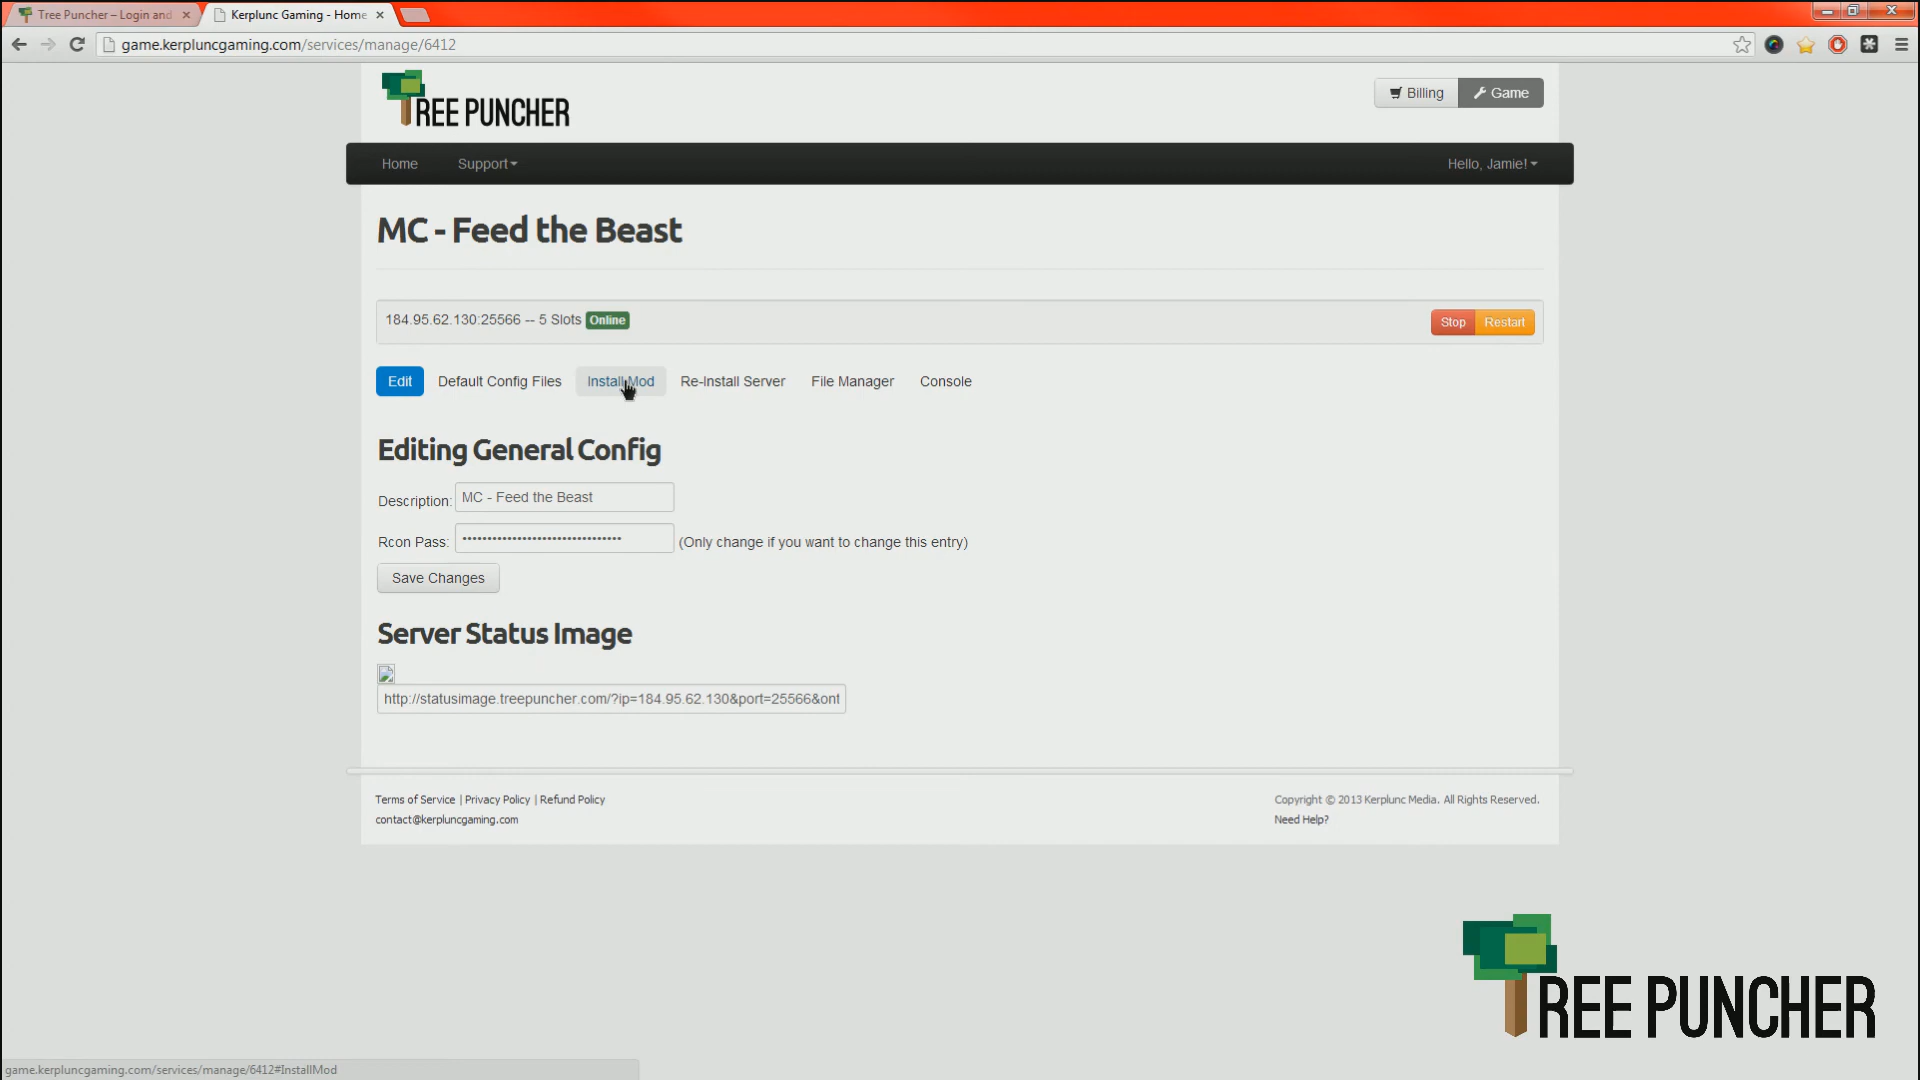 Tree Puncher – Login and
Kerplunc Gaming - Home
game.kerpluncgaming.com/services/manage/6412
REE PUNCHER
Billing
Game
Home
Support
Hello, Jamie!
MC - Feed the Beast
184.95.62.130:25566 -- 5 Slots Online
Stop
Restart
Edit
Default Config Files
Install Mod
Re-Install Server
File Manager
Console
Editing General Config
Description: MC - Feed the Beast
Rcon Pass: •••••••••••••••••••••••••••••••• (Only change if you want to change this entry)
Save Changes
Server Status Image
http://statusimage.treepuncher.com/?ip=184.95.62.130&port=25566&ont
Terms of Service | Privacy Policy | Refund Policy
contact@kerpluncgaming.com
Copyright © 2013 Kerplunc Media. All Rights Reserved.
Need Help?
REE PUNCHER
game.kerpluncgaming.com/services/manage/6412#InstallMod